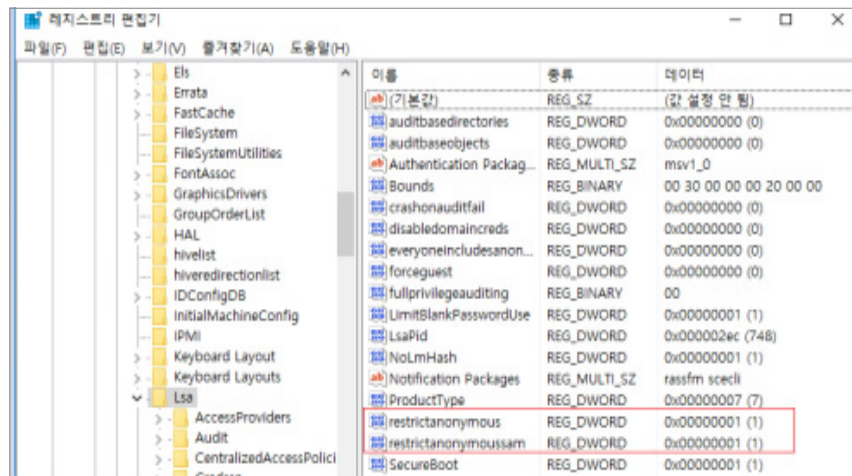 레지스트리 편집기
파일(F) 편집(E) 보기(V) 즐겨찾기(A) 도움말(H)
Els
Errata
FastCache
FileSystem
FileSystemUtilities
FontAssoc
GraphicsDrivers
GroupOrderList
HAL
hivelist
hiveredirectionlist
IDConfigDB
InitialMachineConfig
IPMI
Keyboard Layout
Keyboard Layouts
Lsa
AccessProviders
Audit
CentralizedAccessPolici
이름 종류 데이터
(기본값) REG_SZ (값 설정 안 됨)
auditbasedirectories REG_DWORD 0x00000000 (0)
auditbaseobjects REG_DWORD 0x00000000 (0)
Authentication Packag... REG_MULTI_SZ msv1_0
Bounds REG_BINARY 00 30 00 00 00 20 00 00
crashonauditfail REG_DWORD 0x00000000 (0)
disabledomaincreds REG_DWORD 0x00000000 (0)
everyoneincludesanon... REG_DWORD 0x00000000 (0)
forceguest REG_DWORD 0x00000000 (0)
fullprivilegeauditing REG_BINARY 00
LimitBlankPasswordUse REG_DWORD 0x00000001 (1)
LsaPid REG_DWORD 0x000002ec (748)
NoLmHash REG_DWORD 0x00000001 (1)
Notification Packages REG_MULTI_SZ rassfm scecli
ProductType REG_DWORD 0x00000007 (7)
restrictanonymous REG_DWORD 0x00000001 (1)
restrictanonymoussam REG_DWORD 0x00000001 (1)
SecureBoot REG_DWORD 0x00000001 (1)